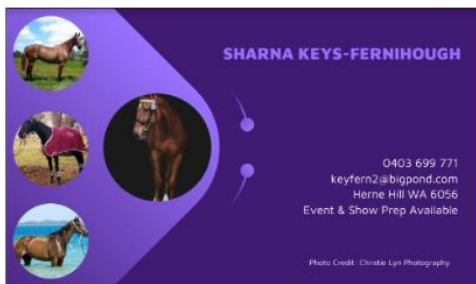 SHARNA KEYS-FERNIHOUGH
0403 699 771
keyfern2@bigpond.com
Herne Hill WA 6056
Event & Show Prep Available
Photo Credit: Christie Lyn Photography